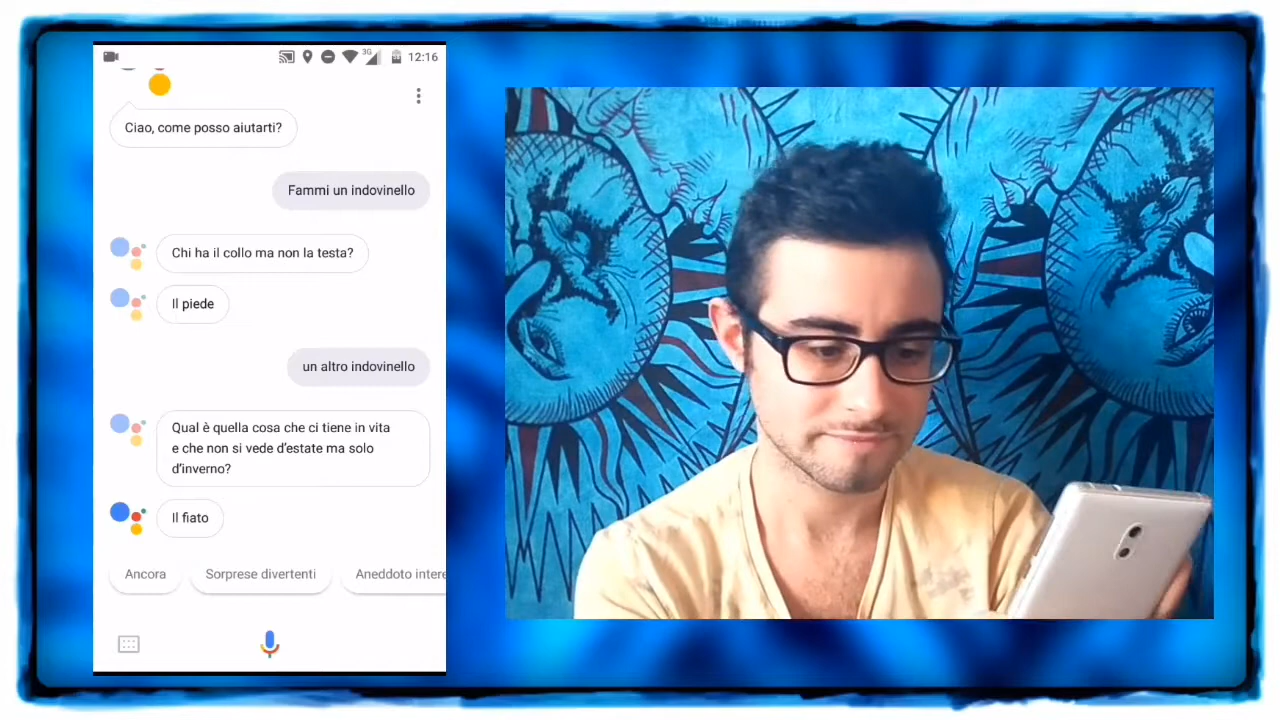 3G
12:16
Ciao, come posso aiutarti?
Fammi un indovinello
Chi ha il collo ma non la testa?
Il piede
un altro indovinello
Qual è quella cosa che ci tiene in vita
e che non si vede d'estate ma solo
d'inverno?
Il fiato
Ancora
Sorprese divertenti
Aneddoto intere